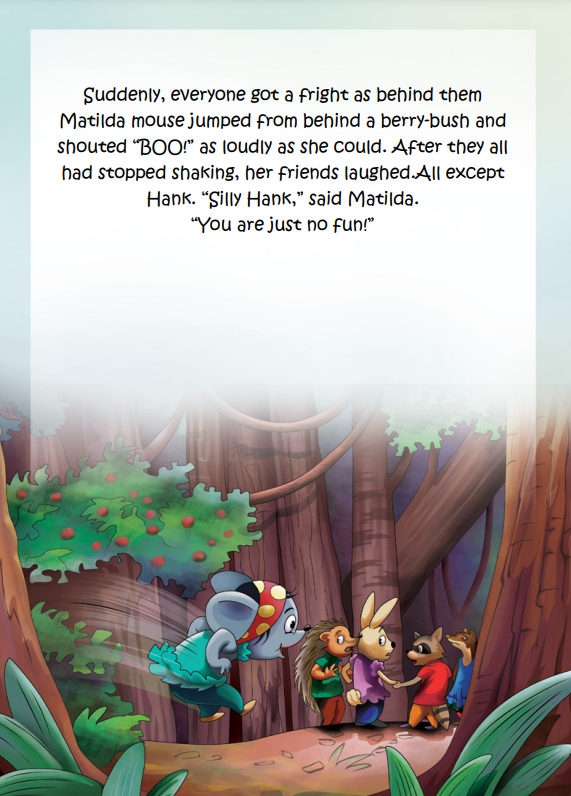 Suddenly, everyone got a fright as behind them
Matilda mouse jumped from behind a berry-bush and
shouted “BOO!” as loudly as she could. After they all
had stopped shaking, her friends laughed.All except
Hank. “Silly Hank,” said Matilda.
“You are just no fun!”